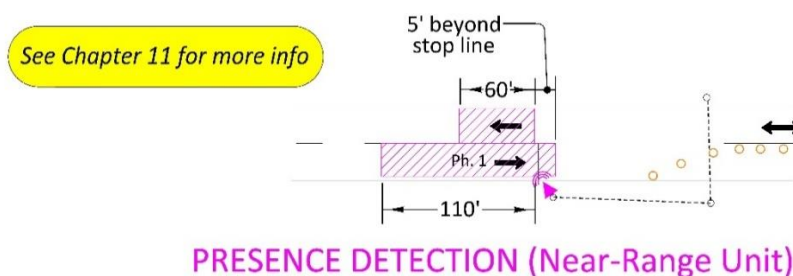 See Chapter 11 for more info
5' beyond
stop line
60'
Ph. 1
110'
PRESENCE DETECTION (Near-Range Unit)